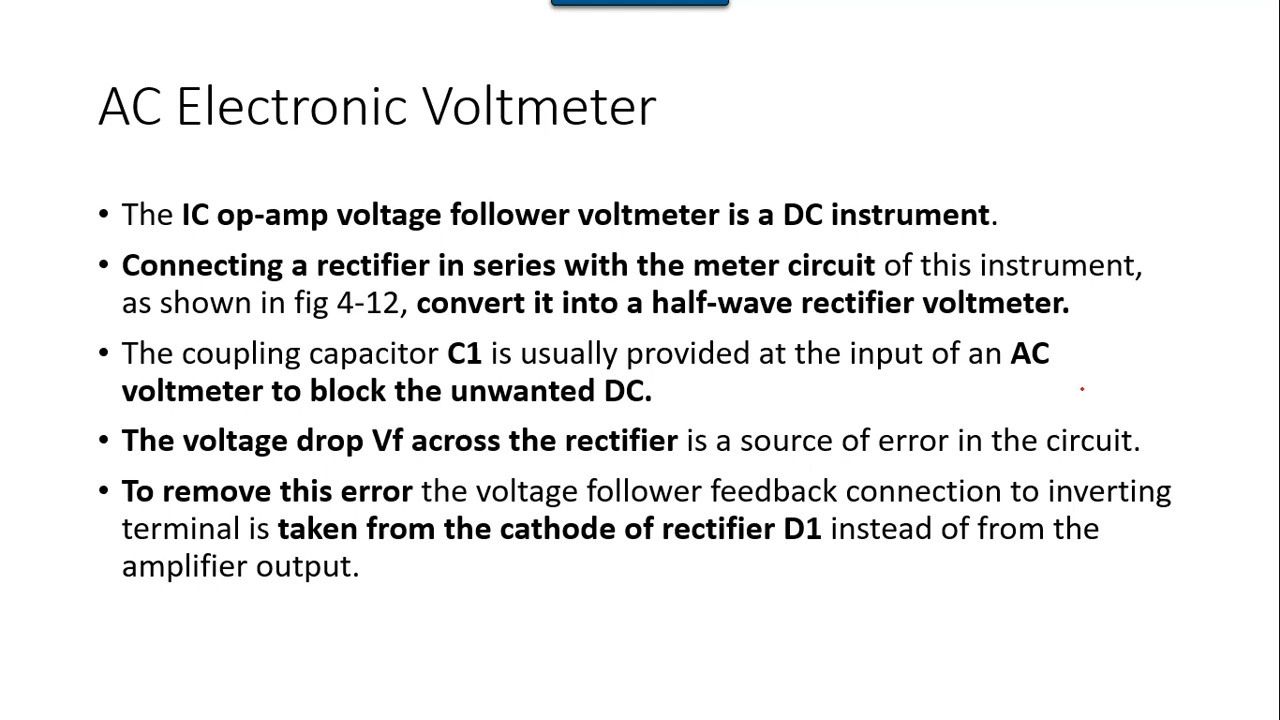 AC Electronic Voltmeter
• The IC op-amp voltage follower voltmeter is a DC instrument.
• Connecting a rectifier in series with the meter circuit of this instrument,
as shown in fig 4-12, convert it into a half-wave rectifier voltmeter.
• The coupling capacitor C1 is usually provided at the input of an AC
voltmeter to block the unwanted DC.
• The voltage drop Vf across the rectifier is a source of error in the circuit.
• To remove this error the voltage follower feedback connection to inverting
terminal is taken from the cathode of rectifier D1 instead of from the
amplifier output.